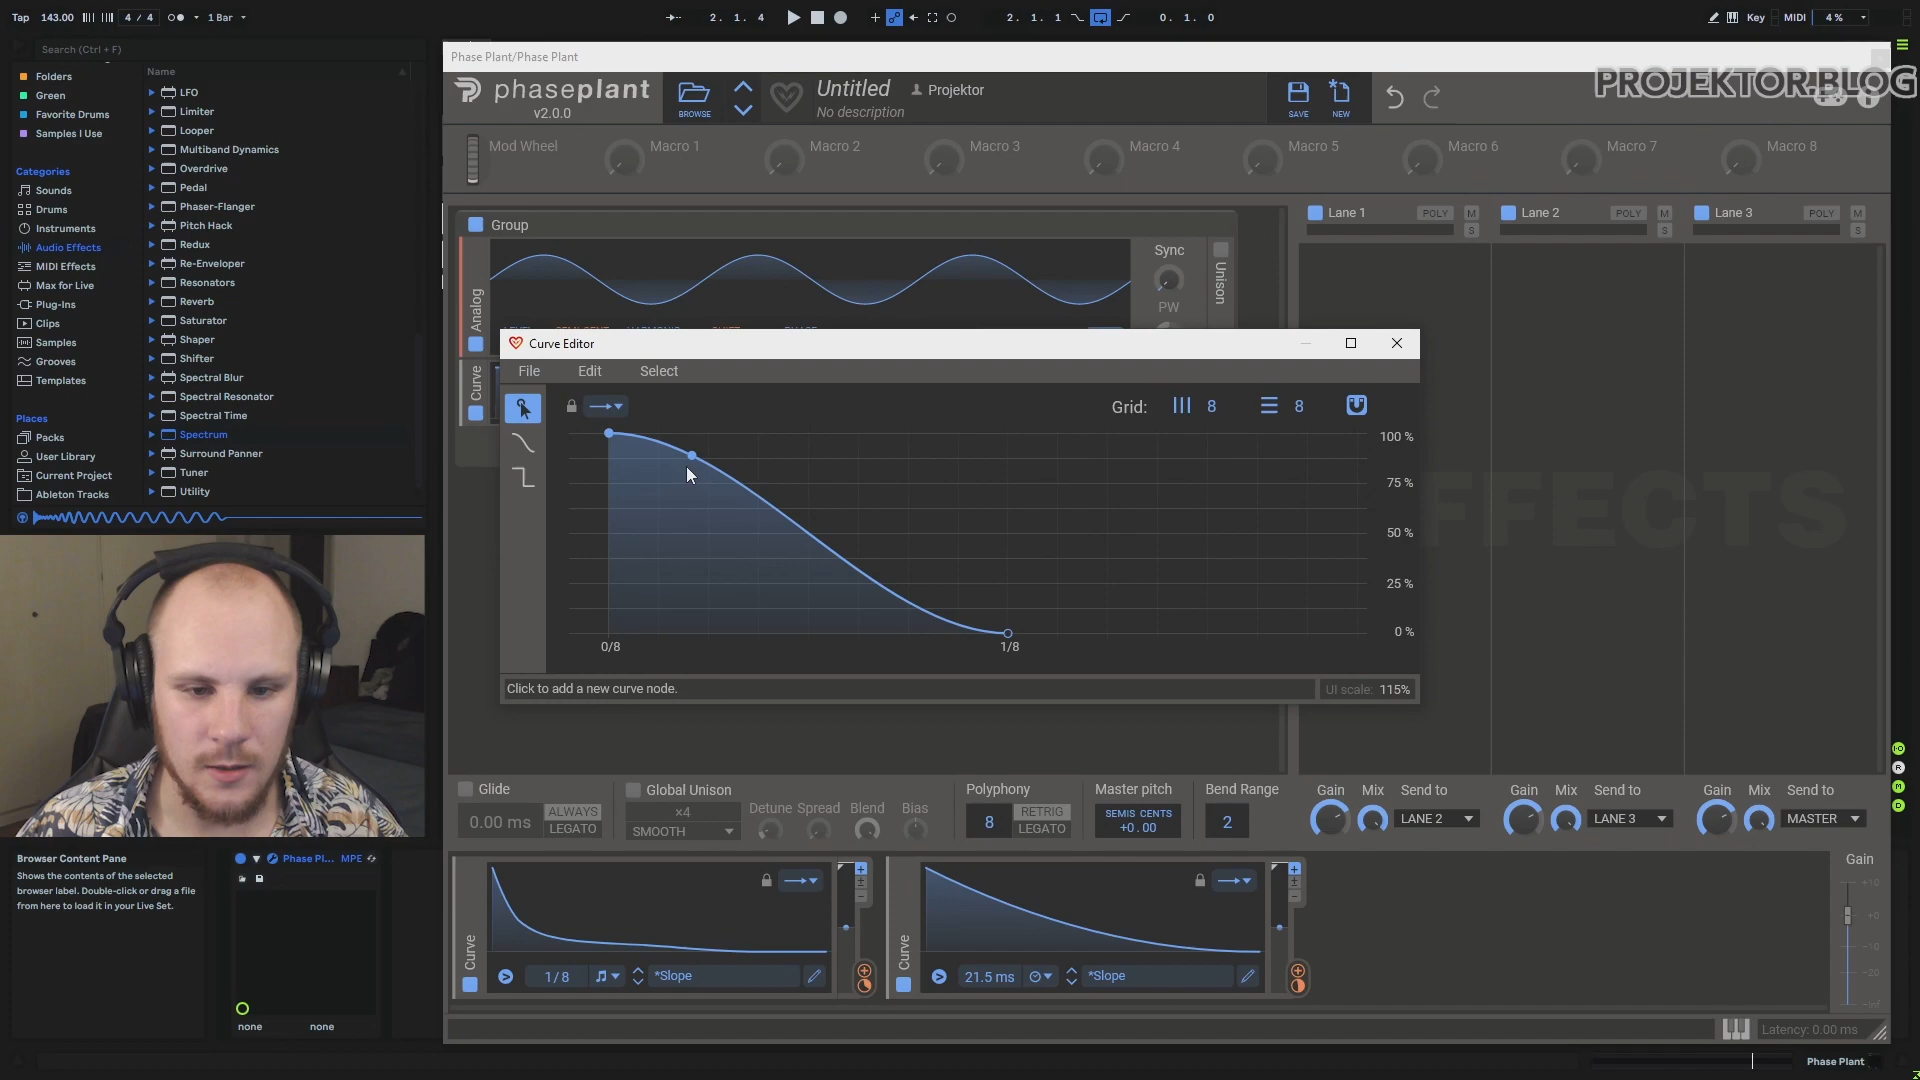 Tap 143.00 4 / 4 1 Bar 2. 1. 4 2. 1. 1 0. 1. 0 Key MIDI 4 %
Search (Ctrl + F)
Folders
Green
Favorite Drums
Samples I Use
Categories
Sounds
Drums
Instruments
Audio Effects
MIDI Effects
Max for Live
Plug-Ins
Clips
Samples
Grooves
Templates
Places
Packs
User Library
Current Project
Ableton Tracks
Name
LFO
Limiter
Looper
Multiband Dynamics
Overdrive
Pedal
Phaser-Flanger
Pitch Hack
Redux
Re-Enveloper
Resonators
Reverb
Saturator
Shaper
Shifter
Spectral Blur
Spectral Resonator
Spectral Time
Spectrum
Surround Panner
Tuner
Utility
Phase Plant/Phase Plant
PROJEKTOR.BLOG
phaseplant
v2.0.0
BROWSE
Untitled Projektor
No description
SAVE NEW
Mod Wheel Macro 1 Macro 2 Macro 3 Macro 4 Macro 5 Macro 6 Macro 7 Macro 8
Group
Analog
Sync
PW
Unison
Curve
Lane 1 POLY M S
Lane 2 POLY M S
Lane 3 POLY M S
FFECTS
Curve Editor
File Edit Select
Grid: 8 8
100 %
75 %
50 %
25 %
0 %
0/8 1/8
Click to add a new curve node. UI scale: 115%
Glide
0.00 ms ALWAYS
LEGATO
Global Unison
x4
SMOOTH
Detune Spread Blend Bias
Polyphony
8 RETRIG
LEGATO
Master pitch
SEMIS CENTS
+0.00
Bend Range
2
Gain Mix Send to
LANE 2
Gain Mix Send to
LANE 3
Gain Mix Send to
MASTER
Curve
1/8 *Slope
Curve
21.5 ms *Slope
Gain
+10
+0
-10
-20
-inf
Latency: 0.00 ms
Browser Content Pane
Shows the contents of the selected
browser label. Double-click or drag a file
from here to load it in your Live Set.
Phase Pl... MPE
none none
Phase Plant